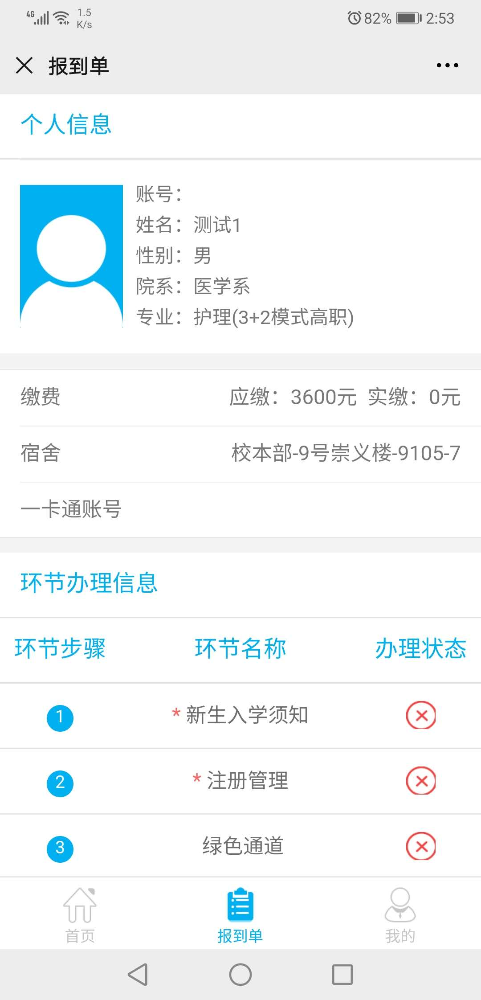 4G 1.5 K/s 82% 2:53
报到单
个人信息
账号：
姓名：测试1
性别：男
院系：医学系
专业：护理(3+2模式高职)
缴费 应缴：3600元 实缴：0元
宿舍 校本部-9号崇义楼-9105-7
一卡通账号
环节办理信息
环节步骤 环节名称 办理状态
1 * 新生入学须知
2 * 注册管理
3 绿色通道
首页 报到单 我的